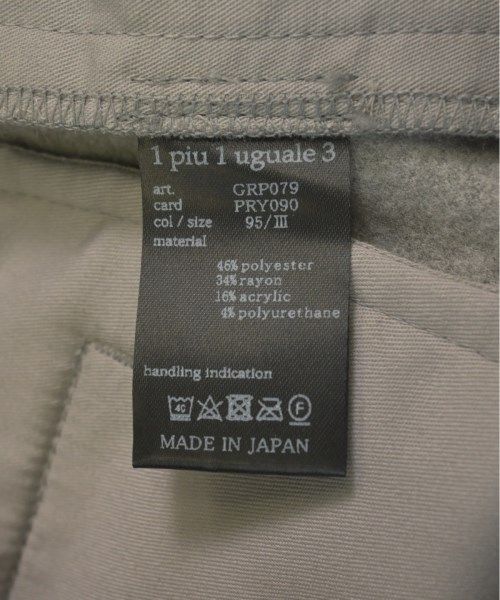 1 piu 1 uguale 3
art. GRP079
card PRY090
col / size 95/III
material
46% polyester
34% rayon
16% acrylic
4% polyurethane
handling indication
40 F
MADE IN JAPAN